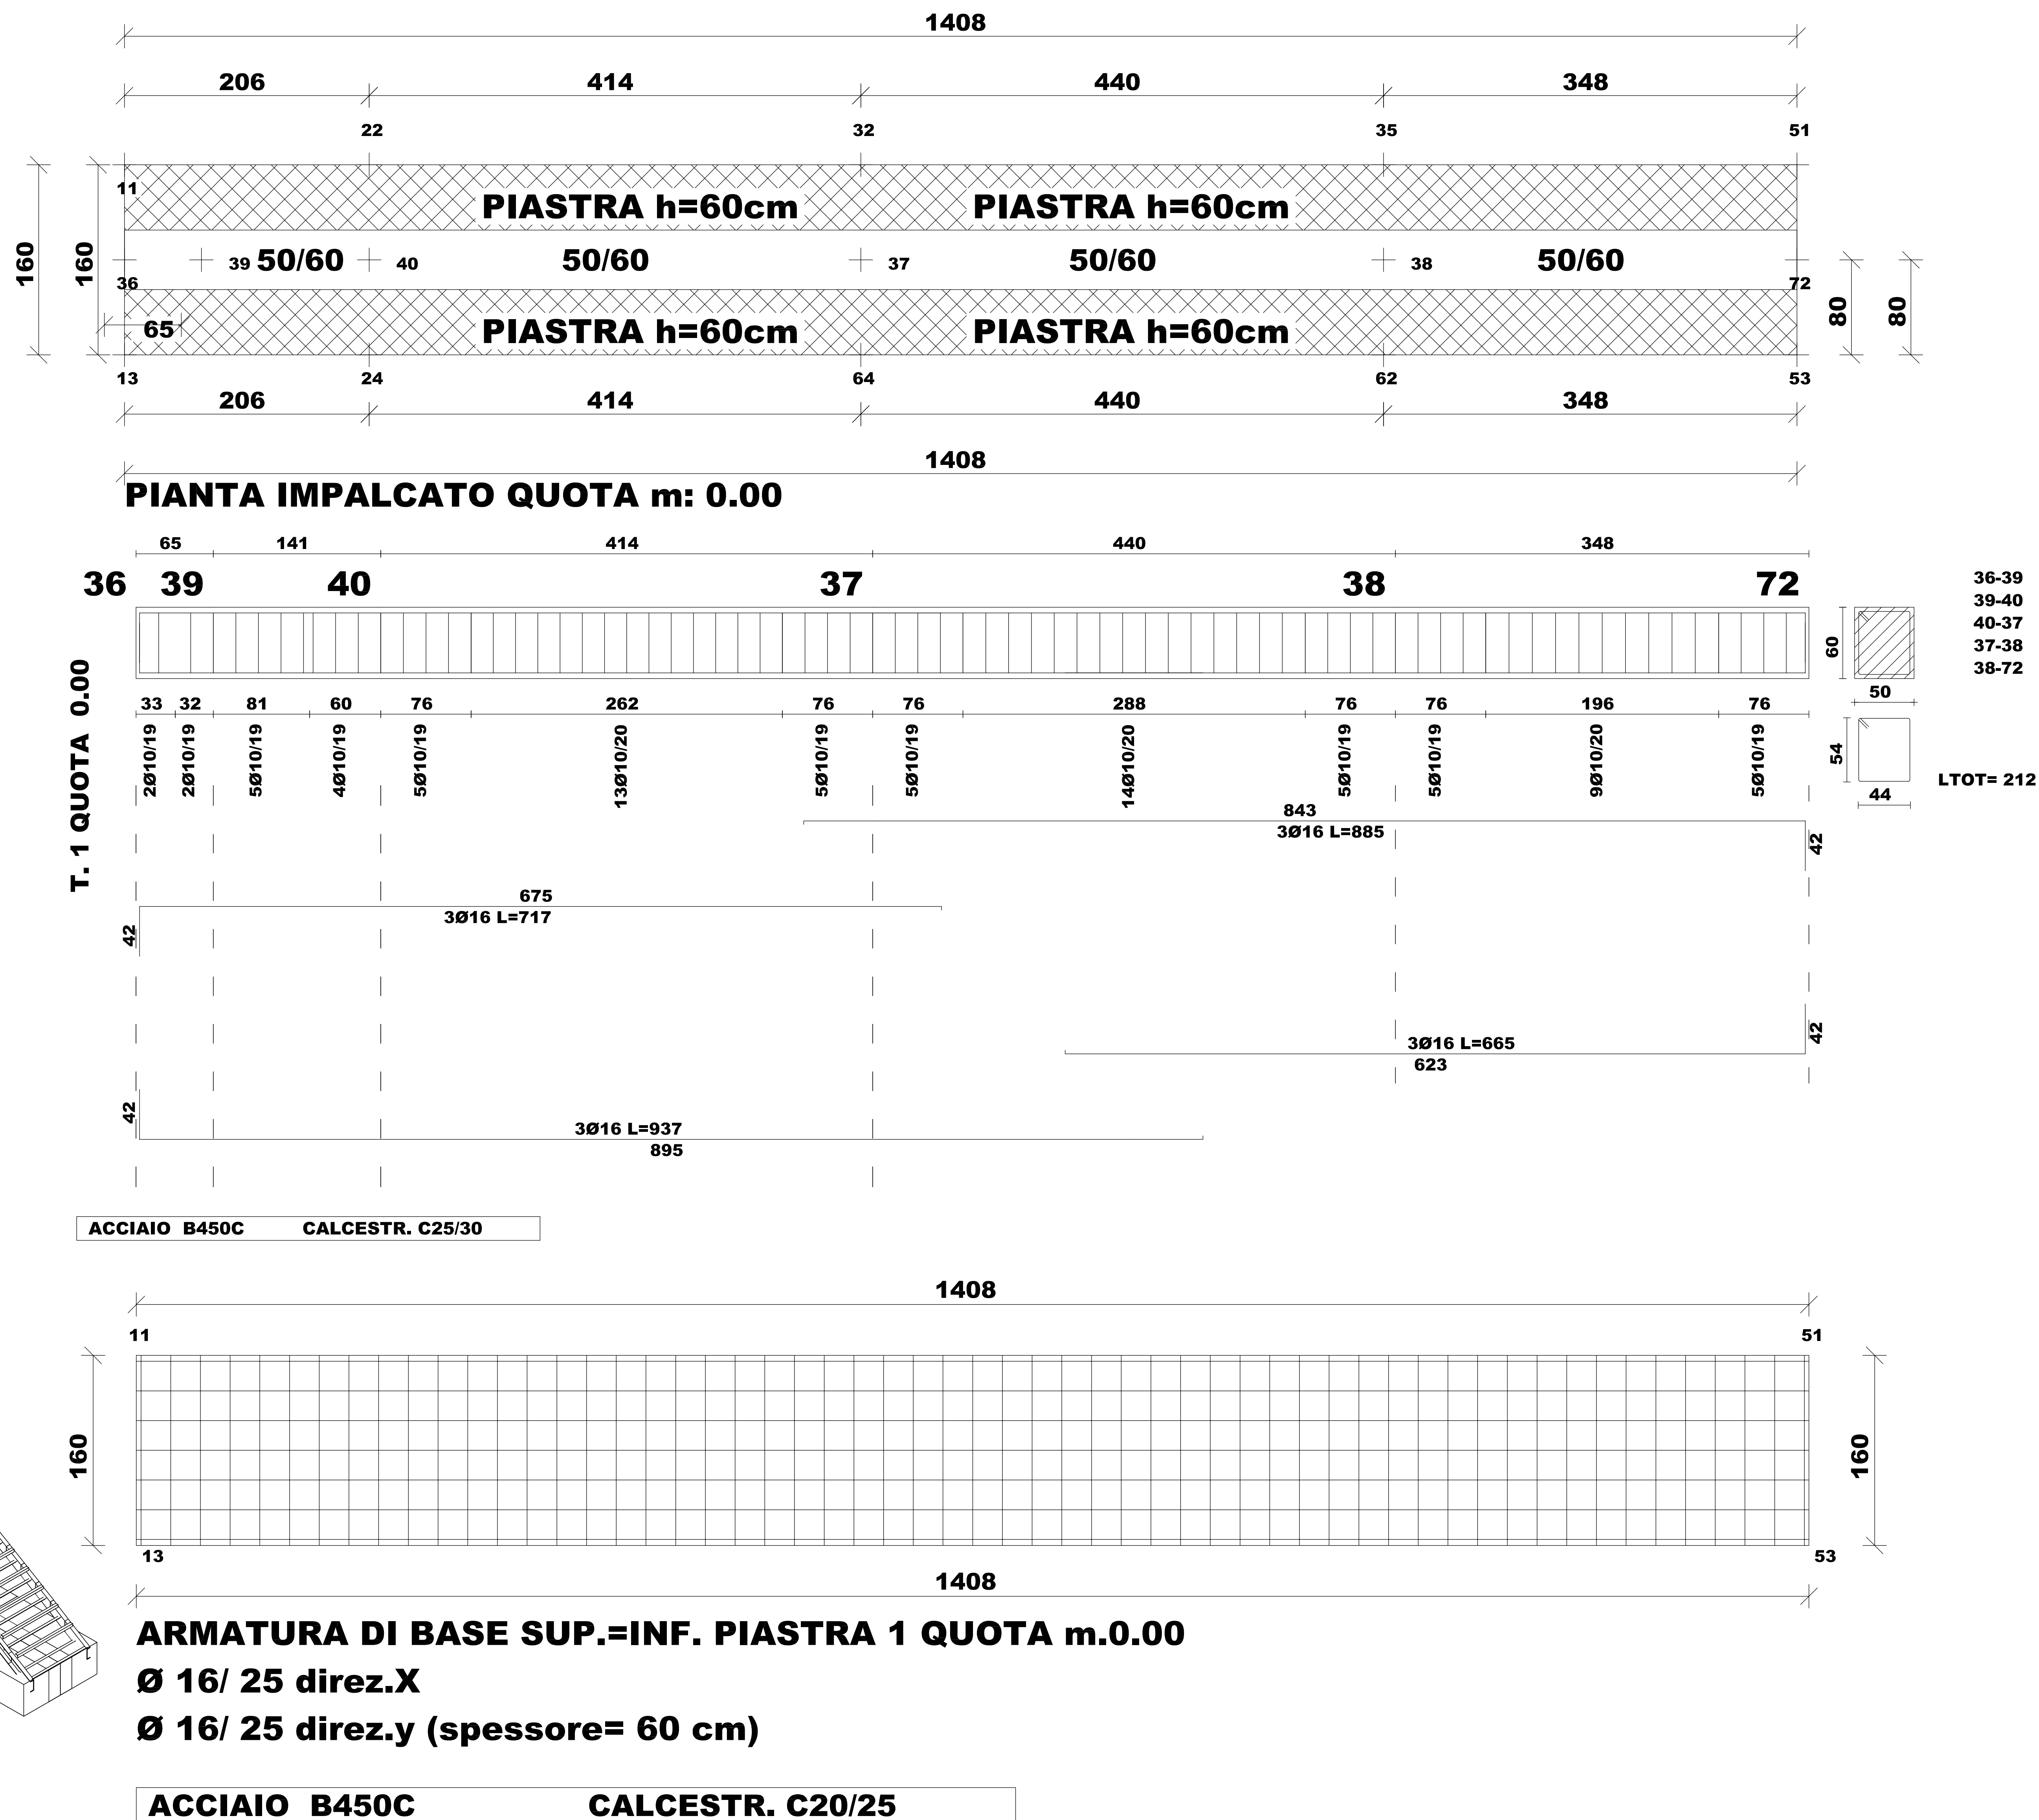 1408
206 414 440 348
22 32 35 51
11
PIASTRA h=60cm PIASTRA h=60cm
160 160
39 50/60 40 50/60 37 50/60 38 50/60
36 72
80 80
65 PIASTRA h=60cm PIASTRA h=60cm
13 24 64 62 53
206 414 440 348
1408
PIANTA IMPALCATO QUOTA m: 0.00
65 141 414 440 348
36 39 40 37 38 72
36-39
39-40
40-37
37-38
38-72
60
50
T. 1 QUOTA 0.00
33 32 81 60 76 262 76 76 288 76 76 196 76
2Ø10/19 2Ø10/19 5Ø10/19 4Ø10/19 5Ø10/19 13Ø10/20 5Ø10/19 5Ø10/19 14Ø10/20 5Ø10/19 5Ø10/19 9Ø10/20 5Ø10/19
54
LTOT= 212
44
843
3Ø16 L=885
42
675
3Ø16 L=717
42
3Ø16 L=665
623
42
3Ø16 L=937
895
42
ACCIAIO B450C CALCESTR. C25/30
1408
11 51
160 160
13 53
1408
ARMATURA DI BASE SUP.=INF. PIASTRA 1 QUOTA m.0.00
Ø 16/ 25 direz.X
Ø 16/ 25 direz.y (spessore= 60 cm)
ACCIAIO B450C CALCESTR. C20/25